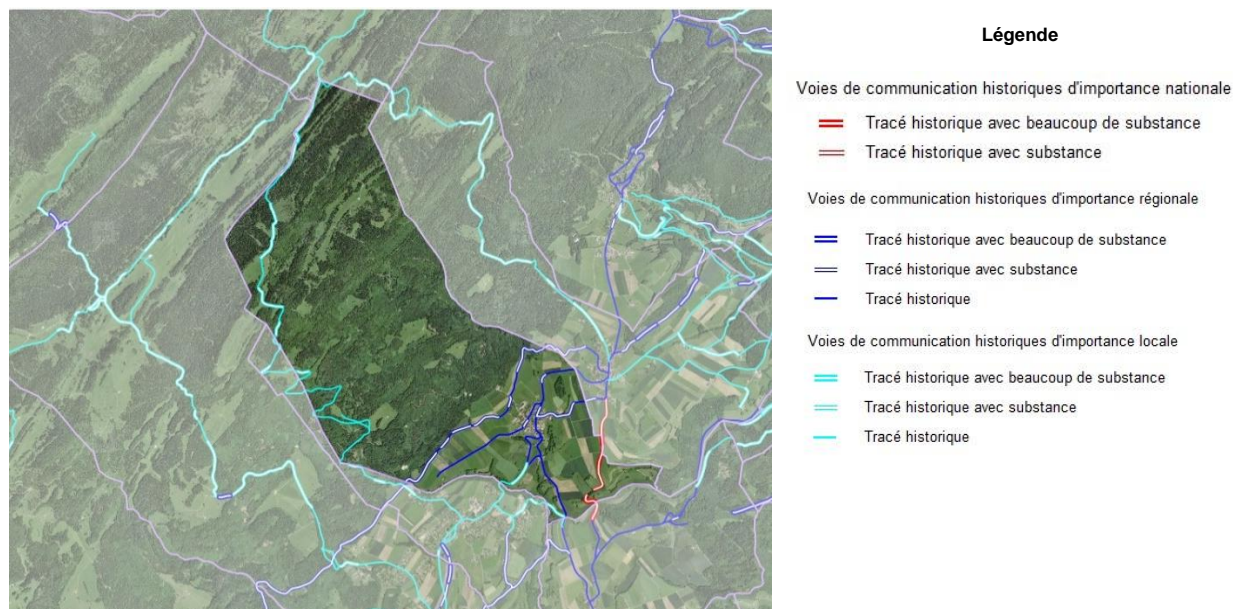 Légende
Voies de communication historiques d'importance nationale
Tracé historique avec beaucoup de substance
Tracé historique avec substance
Voies de communication historiques d'importance régionale
Tracé historique avec beaucoup de substance
Tracé historique avec substance
Tracé historique
Voies de communication historiques d'importance locale
Tracé historique avec beaucoup de substance
Tracé historique avec substance
Tracé historique